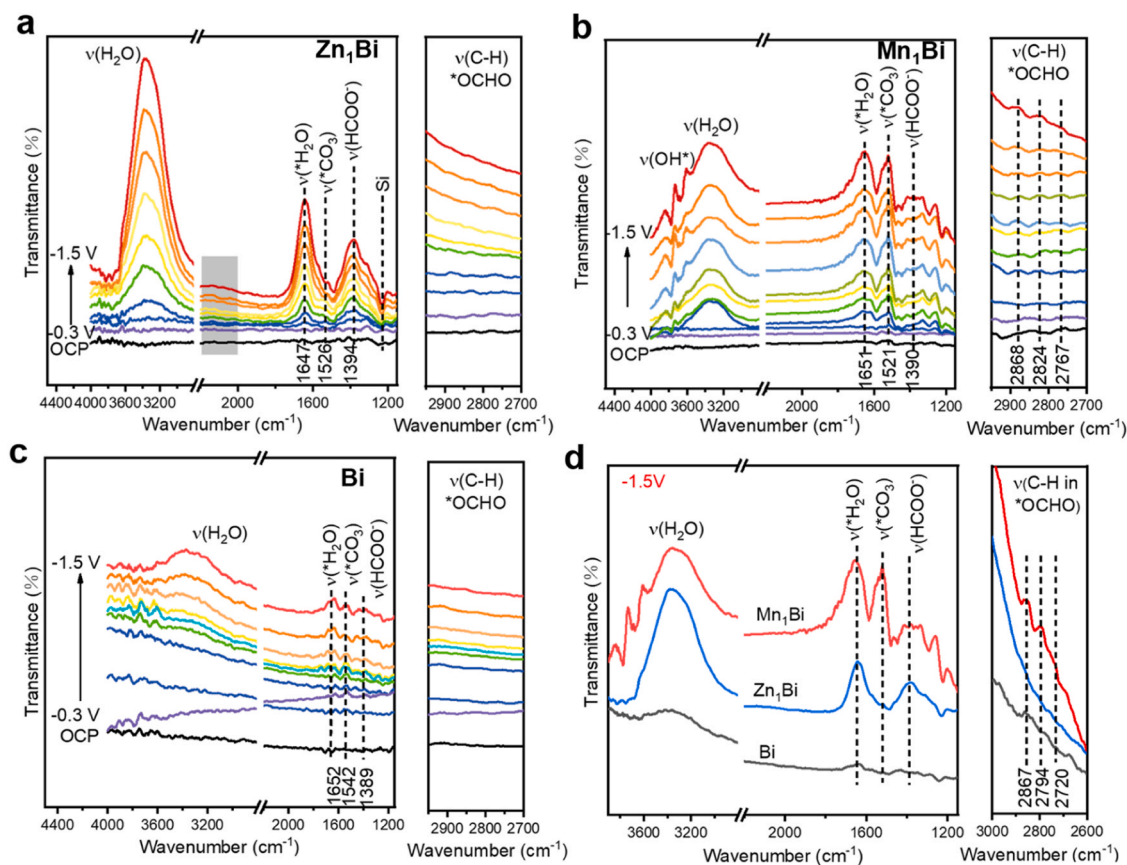 a
Zn₁Bi
ν(H₂O)
ν(*H₂O)
ν(*CO₃)
ν(HCOO⁻)
Si
-1.5 V
-0.3 V
OCP
1647
1526
1394
Transmittance (%)
4400 4000 3200 1600 1200
Wavenumber (cm⁻¹)
ν(C-H)
*OCHO
2900 2800 2700
Wavenumber (cm⁻¹)
b
Mn₁Bi
ν(OH*)
ν(H₂O)
ν(*H₂O)
ν(*CO₃)
ν(HCOO⁻)
-1.5 V
-0.3 V
OCP
1651
1521
1390
Transmittance (%)
4400 4000 3200 2000 1600 1200
Wavenumber (cm⁻¹)
ν(C-H)
*OCHO
2868
2824
2767
2900 2800 2700
Wavenumber (cm⁻¹)
c
Bi
ν(H₂O)
ν(*H₂O)
ν(*CO₃)
ν(HCOO⁻)
-1.5 V
-0.3 V
OCP
1652
1542
1389
Transmittance (%)
4400 4000 3200 2000 1600 1200
Wavenumber (cm⁻¹)
ν(C-H)
*OCHO
2900 2800 2700
Wavenumber (cm⁻¹)
d
-1.5V
ν(H₂O)
ν(*H₂O)
ν(*CO₃)
ν(HCOO⁻)
Mn₁Bi
Zn₁Bi
Bi
Transmittance (%)
3600 3200 2000 1600 1200
Wavenumber (cm⁻¹)
ν(C-H in
*OCHO)
2867
2794
2720
3000 2900 2800 2700 2600
Wavenumber (cm⁻¹)